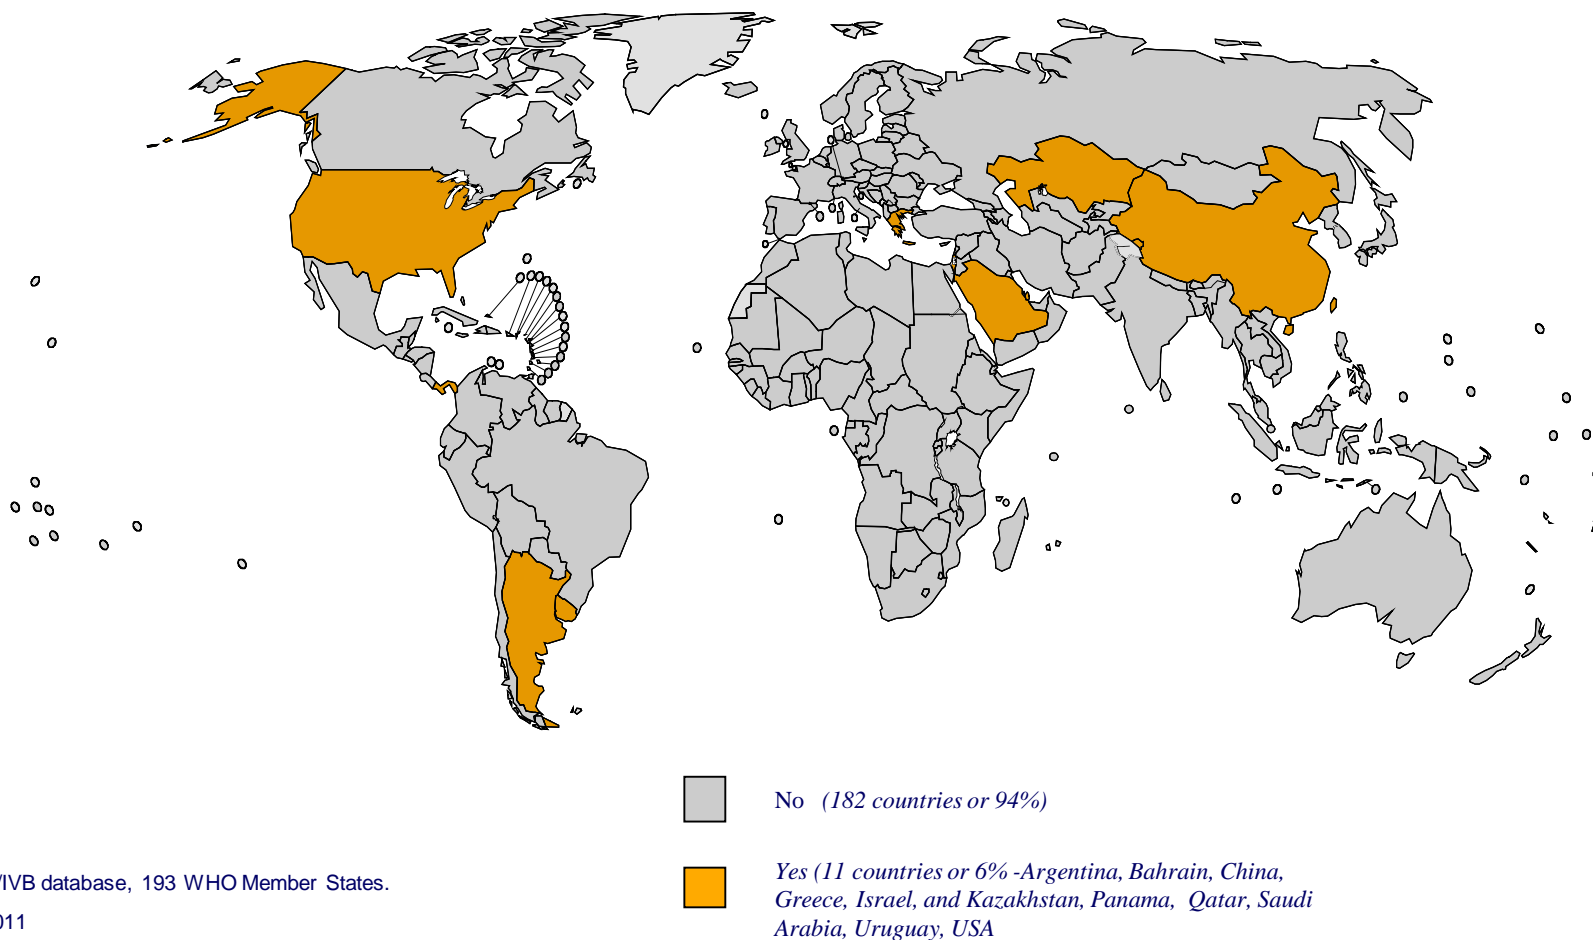 No (182 countries or 94%)
Yes (11 countries or 6% -Argentina, Bahrain, China,
Greece, Israel, and Kazakhstan, Panama, Qatar, Saudi
Arabia, Uruguay, USA
/IVB database, 193 WHO Member States.
011